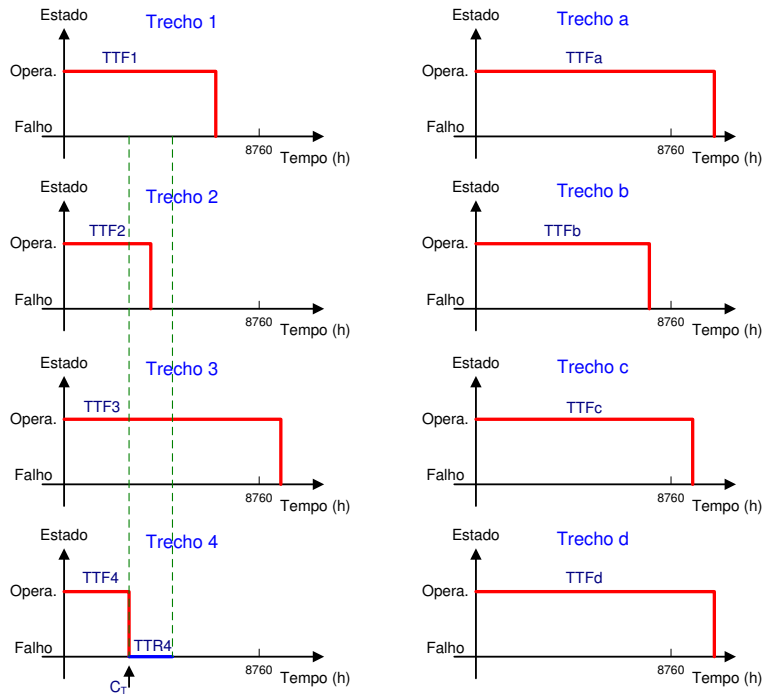 Estado
Trecho 1
TTF1
Opera.
Falho
8760
Tempo (h)
Estado
Trecho a
TTFa
Opera.
Falho
8760
Tempo (h)
Estado
Trecho 2
TTF2
Opera.
Falho
8760
Tempo (h)
Estado
Trecho b
TTFb
Opera.
Falho
8760
Tempo (h)
Estado
Trecho 3
TTF3
Opera.
Falho
8760
Tempo (h)
Estado
Trecho c
TTFc
Opera.
Falho
8760
Tempo (h)
Estado
Trecho 4
TTF4
Opera.
TTR4
Falho
8760
Tempo (h)
CT
Estado
Trecho d
TTFd
Opera.
Falho
8760
Tempo (h)